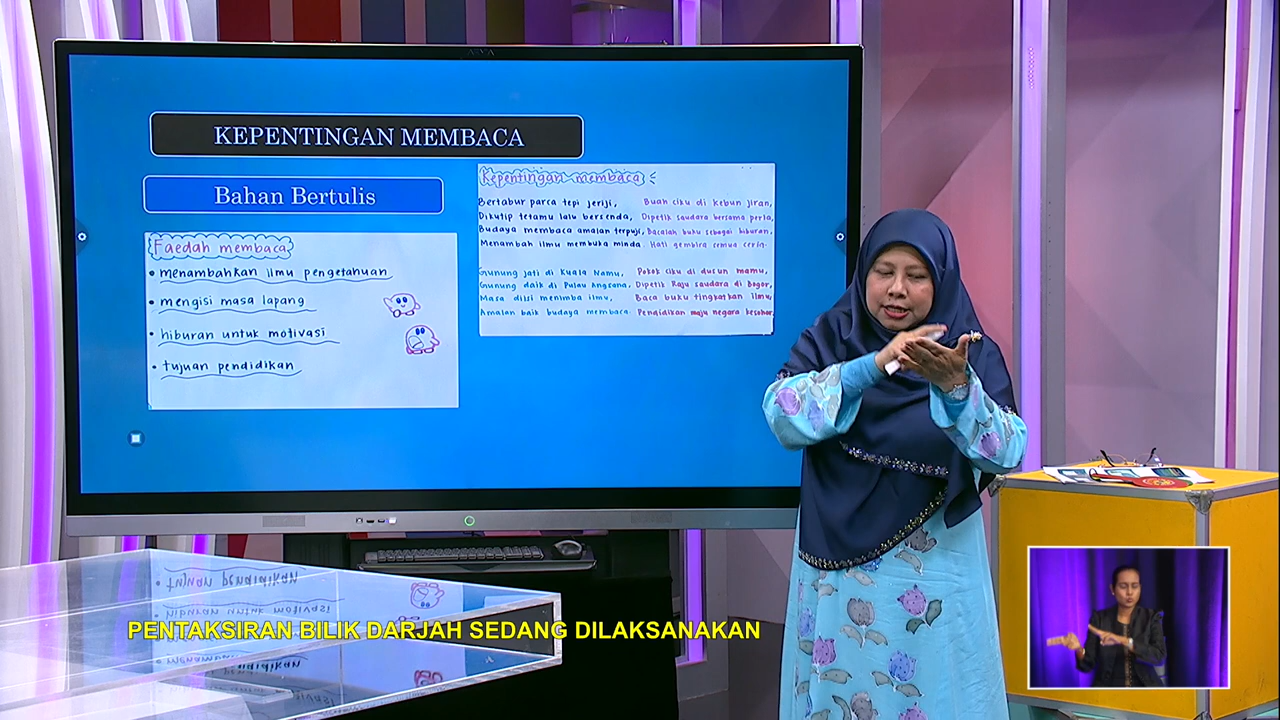 KEPENTINGAN MEMBACA
Bahan Bertulis
Faedah membaca
• menambahkan ilmu pengetahuan
• mengisi masa lapang
• hiburan untuk motivasi
• tujuan pendidikan
Kepentingan membaca
Bertabur parca tepi jeriji,
Dikutip tetamu lalu bersenda,
Budaya membaca amalan terpuji,
Menambah ilmu membuka minda.
Buah ciku di kebun jiran,
Dipetik saudara bersama perla,
Bacalah buku sebagai hiburan,
Hati gembira semua ceria.
Gunung jati di Kuala Namu,
Gunung daik di Pulau Angsana,
Masa diisi menimba ilmu,
Amalan baik budaya membaca.
Pokok ciku di dusun mamu,
Dipetik Raju saudara di Bogor,
Baca buku tingkatkan ilmu,
Pendidikan maju negara kesohor.
PENTAKSIRAN BILIK DARJAH SEDANG DILAKSANAKAN